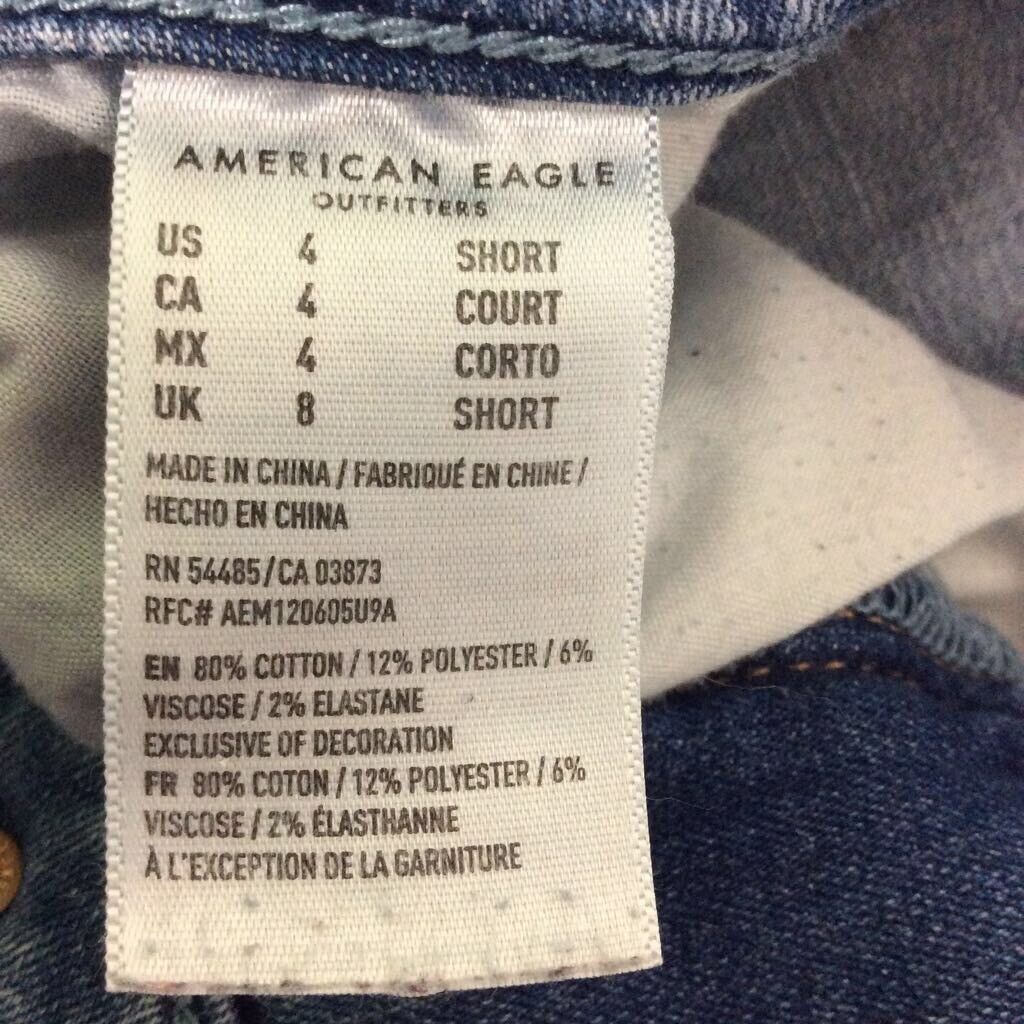 AMERICAN EAGLE
OUTFITTERS
US 4 SHORT
CA 4 COURT
MX 4 CORTO
UK 8 SHORT
MADE IN CHINA / FABRIQUÉ EN CHINE /
HECHO EN CHINA
RN 54485/CA 03873
RFC# AEM120605U9A
EN 80% COTTON / 12% POLYESTER / 6%
VISCOSE / 2% ELASTANE
EXCLUSIVE OF DECORATION
FR 80% COTON / 12% POLYESTER / 6%
VISCOSE / 2% ÉLASTHANNE
À L'EXCEPTION DE LA GARNITURE